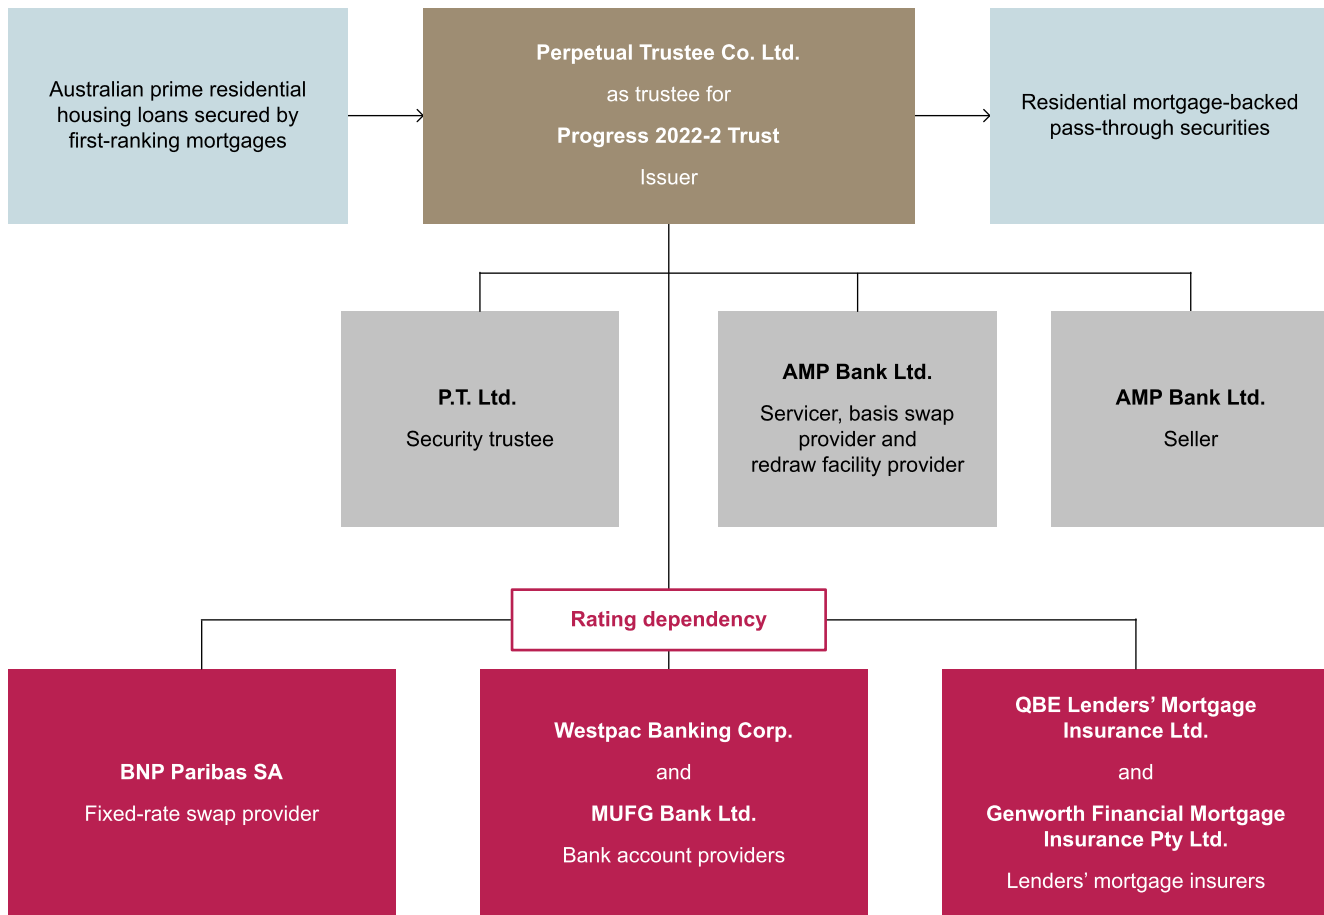 Australian prime residential
housing loans secured by
first-ranking mortgages
Perpetual Trustee Co. Ltd.
as trustee for
Progress 2022-2 Trust
Issuer
Residential mortgage-backed
pass-through securities
P.T. Ltd.
Security trustee
AMP Bank Ltd.
Servicer, basis swap
provider and
redraw facility provider
AMP Bank Ltd.
Seller
Rating dependency
BNP Paribas SA
Fixed-rate swap provider
Westpac Banking Corp.
and
MUFG Bank Ltd.
Bank account providers
QBE Lenders’ Mortgage
Insurance Ltd.
and
Genworth Financial Mortgage
Insurance Pty Ltd.
Lenders’ mortgage insurers